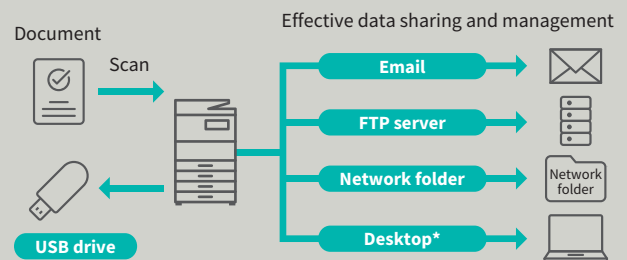 Effective data sharing and management
Document
Scan
Email
FTP server
Network folder
Network
folder
USB drive
Desktop*